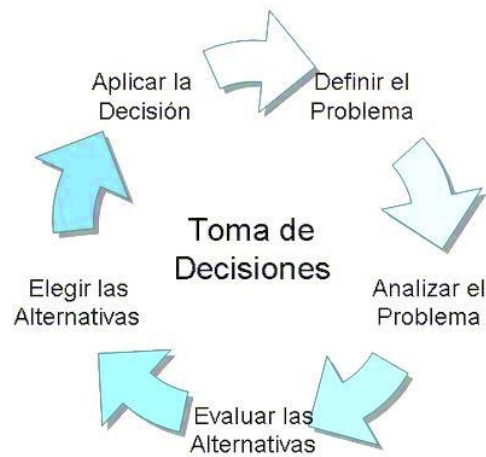 Aplicar la
Decisión
Definir el
Problema
Toma de
Decisiones
Elegir las
Alternativas
Analizar el
Problema
Evaluar las
Alternativas